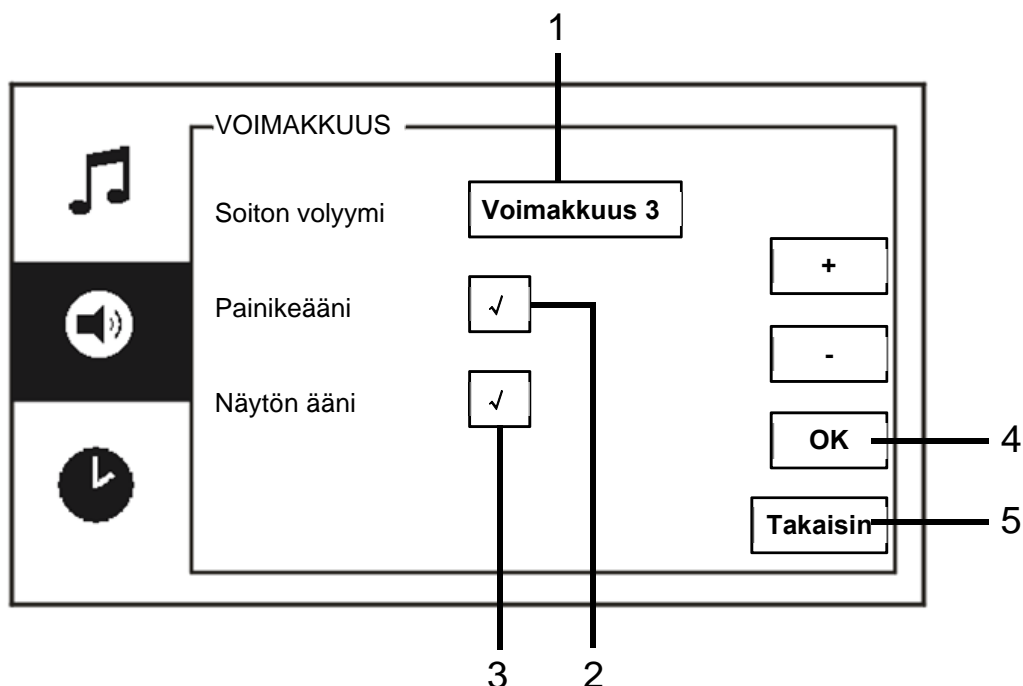 1
VOIMAKKUUS
Soiton volyymi
Voimakkuus 3
+
Painikeääni
√
-
Näytön ääni
√
OK
4
Takaisin
5
3
2